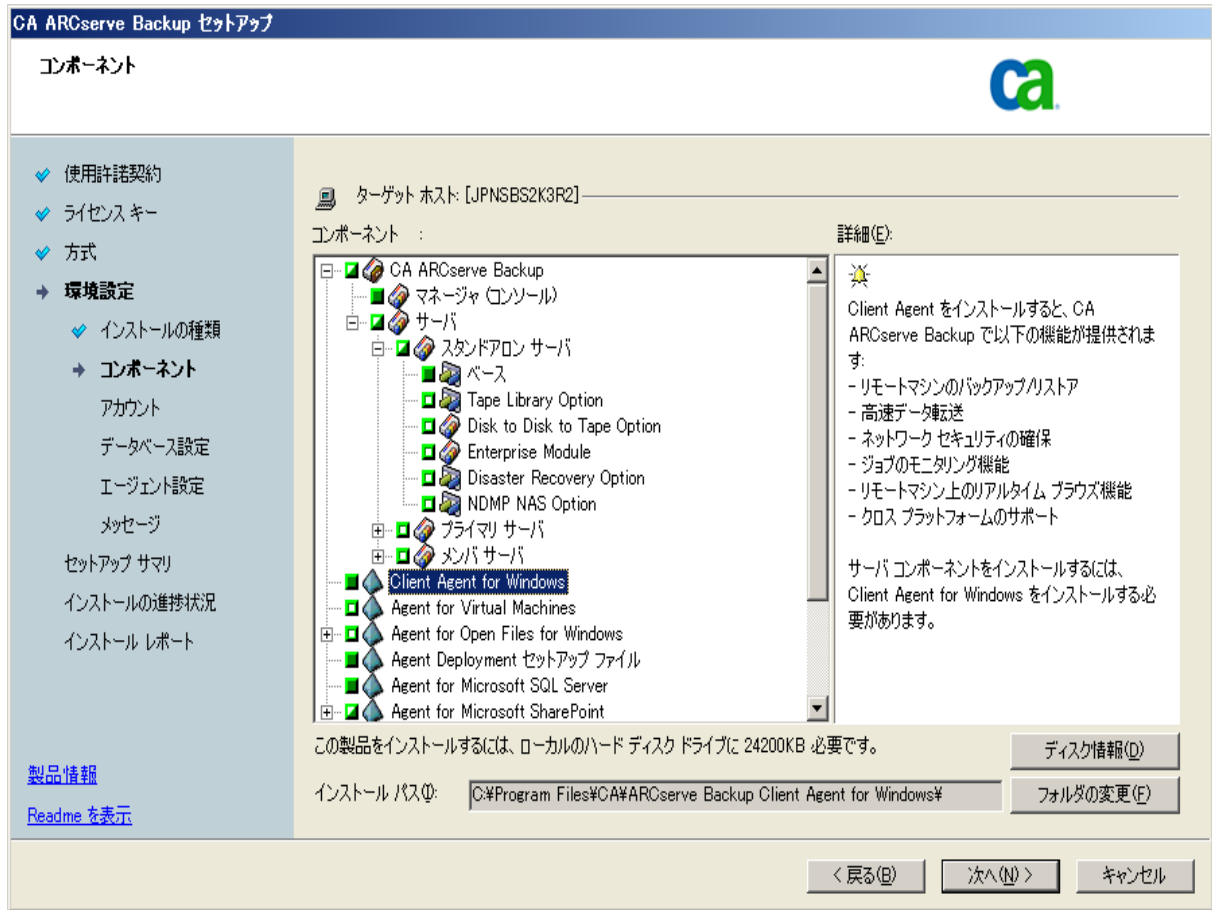 CA ARCserve Backup セットアップ
コンポーネント
ca
使用許諾契約
ライセンス キー
方式
環境設定
インストールの種類
コンポーネント
アカウント
データベース設定
エージェント設定
メッセージ
セットアップ サマリ
インストールの進捗状況
インストール レポート
製品情報
Readme を表示
ターゲット ホスト: [JPNSBS2K3R2]
コンポーネント :
CA ARCserve Backup
マネージャ (コンソール)
サーバ
スタンドアロン サーバ
ベース
Tape Library Option
Disk to Disk to Tape Option
Enterprise Module
Disaster Recovery Option
NDMP NAS Option
プライマリ サーバ
メンバ サーバ
Client Agent for Windows
Agent for Virtual Machines
Agent for Open Files for Windows
Agent Deployment セットアップ ファイル
Agent for Microsoft SQL Server
Agent for Microsoft SharePoint
詳細(E):
Client Agent をインストールすると、CA
ARCserve Backup で以下の機能が提供されま
す:
- リモートマシンのバックアップ/リストア
- 高速データ転送
- ネットワーク セキュリティの確保
- ジョブのモニタリング機能
- リモートマシン上のリアルタイム ブラウズ機能
- クロス プラットフォームのサポート
サーバ コンポーネントをインストールするには、
Client Agent for Windows をインストールする必
要があります。
この製品をインストールするには、ローカルのハード ディスク ドライブに 24200KB 必要です。
ディスク情報(D)
インストール パス(I):
C:¥Program Files¥CA¥ARCserve Backup Client Agent for Windows¥
フォルダの変更(F)
< 戻る(B)
次へ(N) >
キャンセル